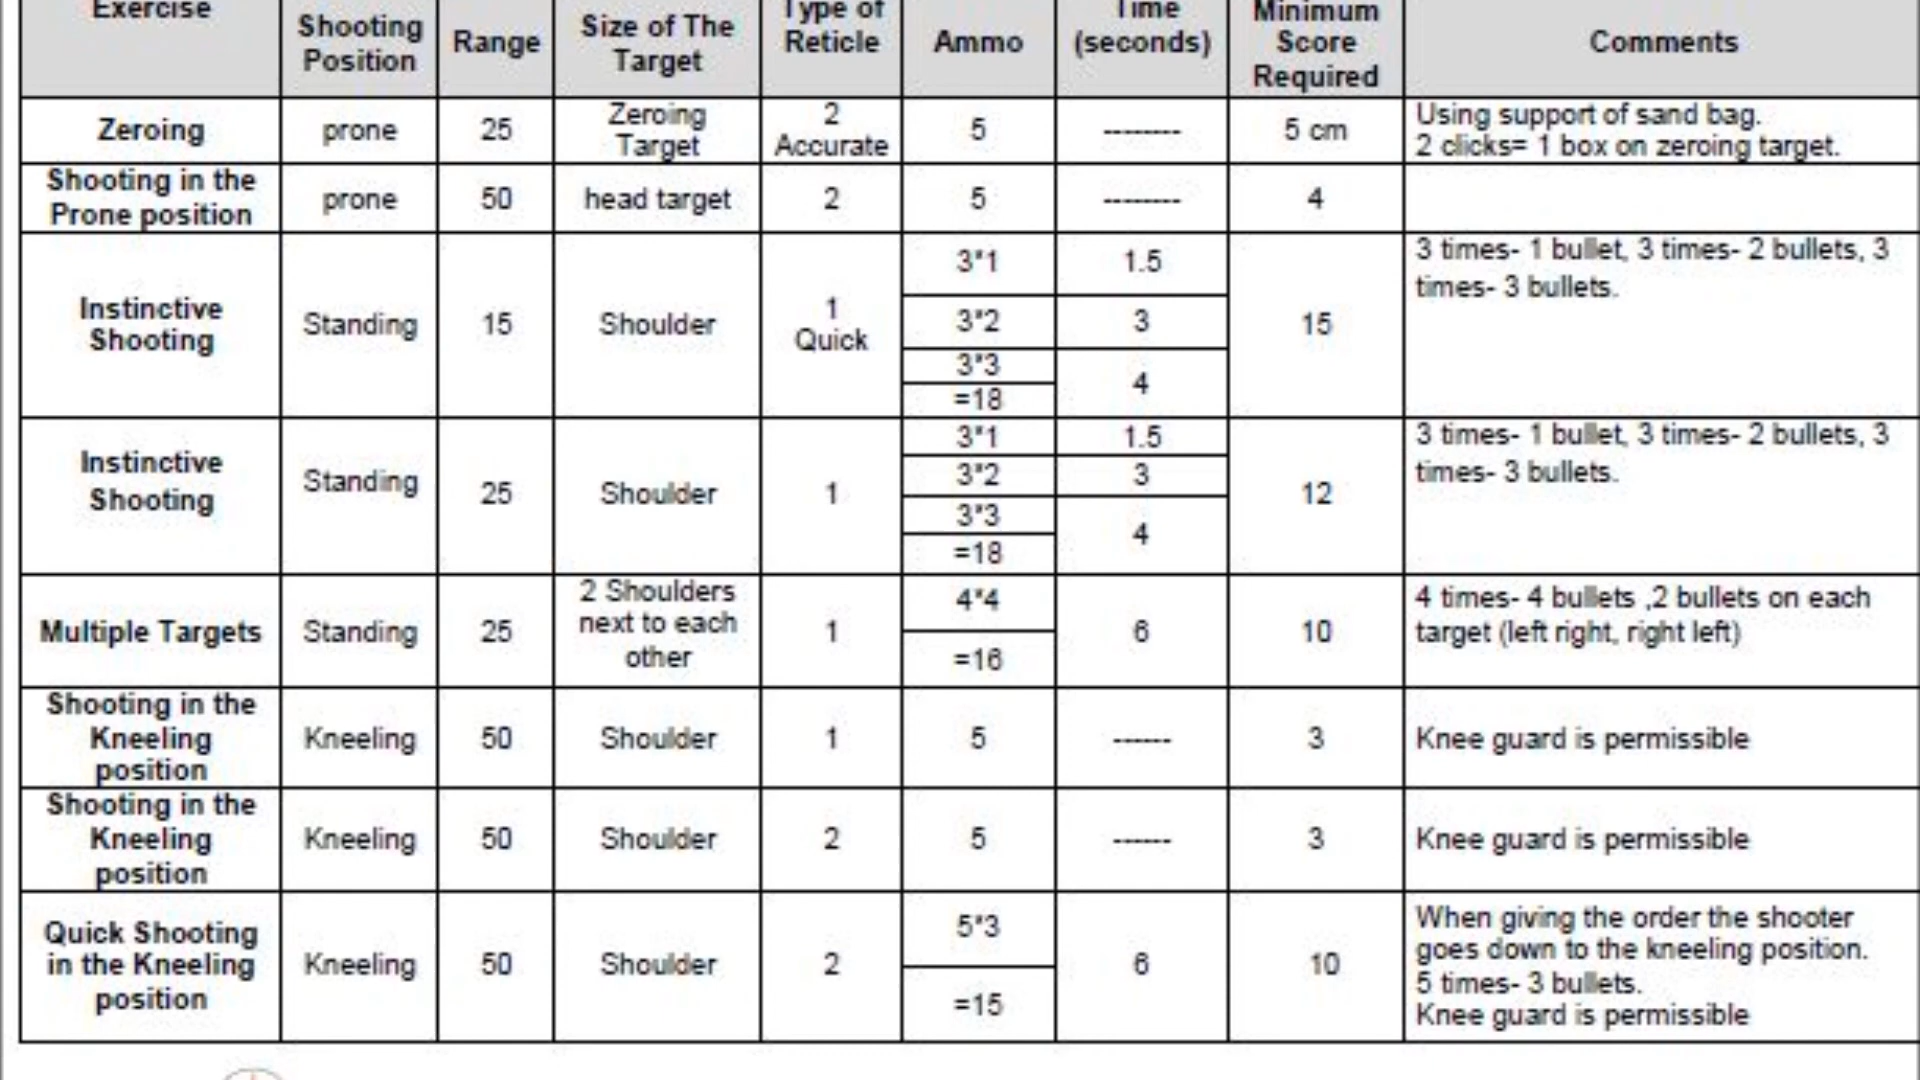 Exercise
Shooting Position
Range
Size of The Target
Type of Reticle
Ammo
Time (seconds)
Minimum Score Required
Comments
Zeroing
prone
25
Zeroing Target
2 Accurate
5
--------
5 cm
Using support of sand bag.
2 clicks= 1 box on zeroing target.
Shooting in the Prone position
prone
50
head target
2
5
--------
4
Instinctive Shooting
Standing
15
Shoulder
1 Quick
3*1
1.5
3*2
3
3*3
=18
4
15
3 times- 1 bullet, 3 times- 2 bullets, 3
times- 3 bullets.
Instinctive Shooting
Standing
25
Shoulder
1
3*1
1.5
3*2
3
3*3
=18
4
12
3 times- 1 bullet, 3 times- 2 bullets, 3
times- 3 bullets.
Multiple Targets
Standing
25
2 Shoulders next to each other
1
4*4
=16
6
10
4 times- 4 bullets ,2 bullets on each
target (left right, right left)
Shooting in the Kneeling position
Kneeling
50
Shoulder
1
5
------
3
Knee guard is permissible
Shooting in the Kneeling position
Kneeling
50
Shoulder
2
5
------
3
Knee guard is permissible
Quick Shooting in the Kneeling position
Kneeling
50
Shoulder
2
5*3
=15
6
10
When giving the order the shooter
goes down to the kneeling position.
5 times- 3 bullets.
Knee guard is permissible